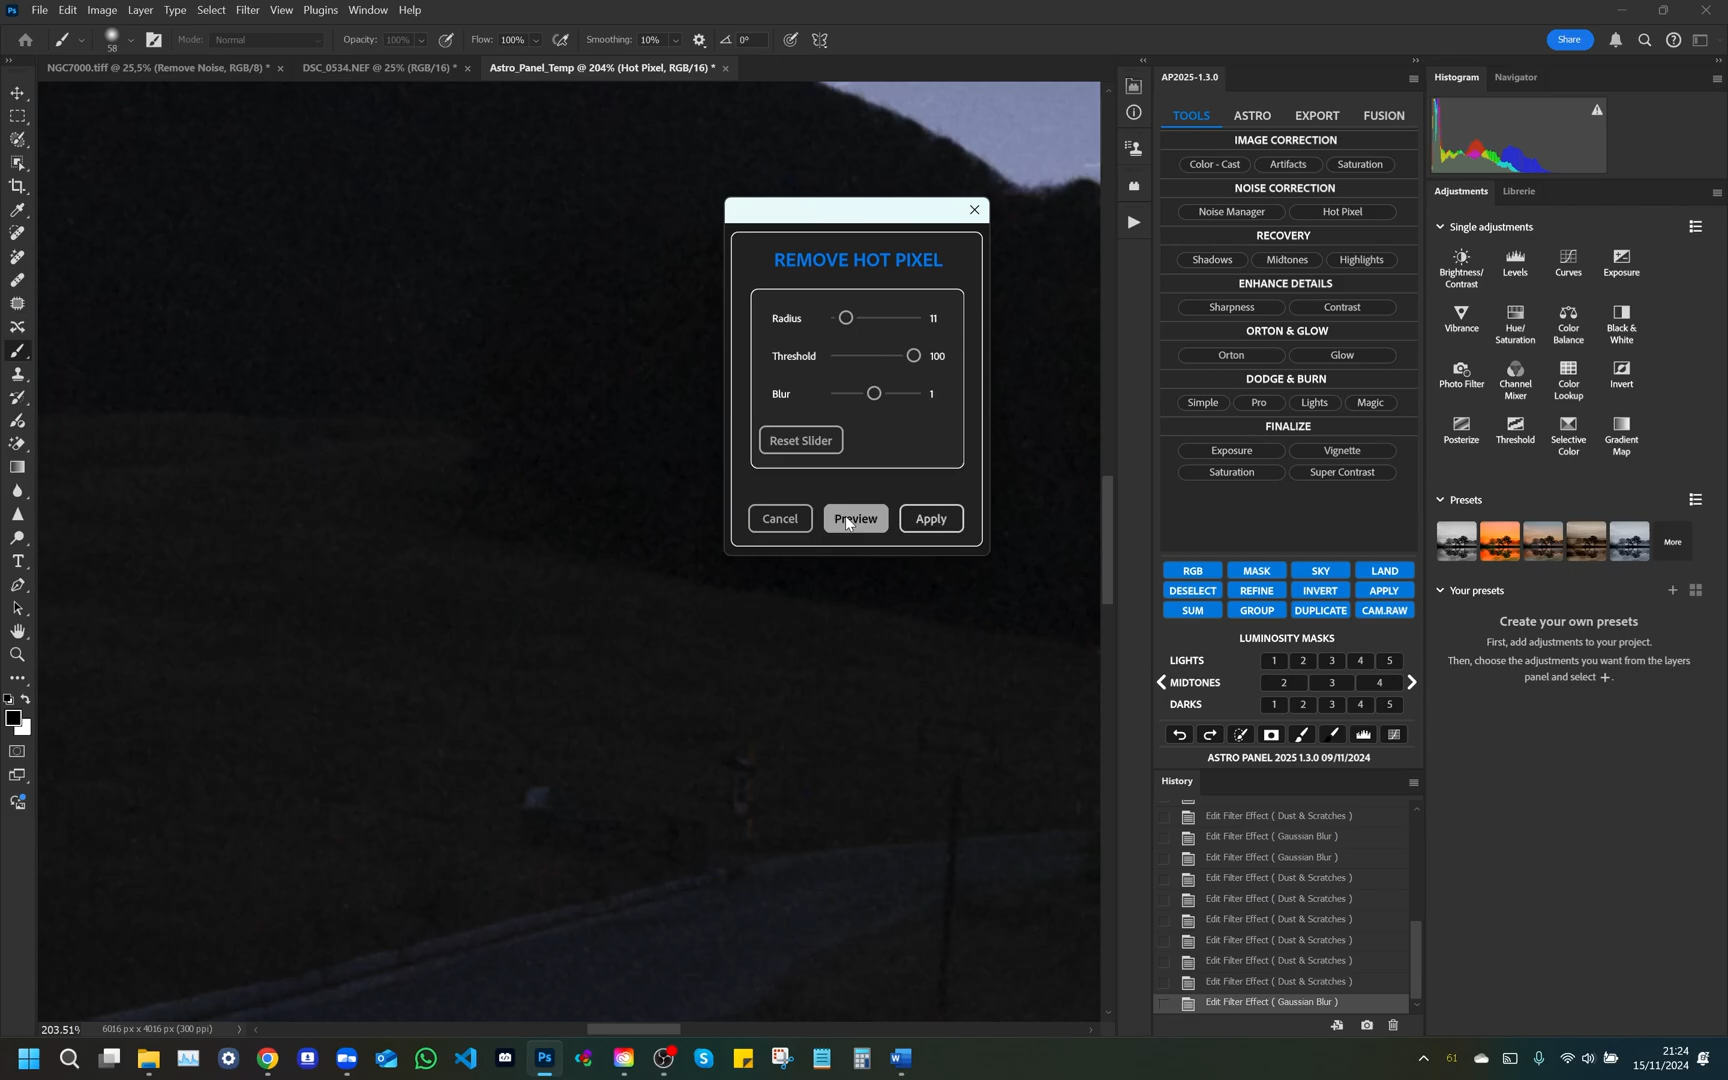 Ps File Edit Image Layer Type Select Filter View Plugins Window Help
58 Mode: Normal Opacity: 100% Flow: 100% Smoothing: 10% 0° Share
NGC7000.tiff @ 25,5% (Remove Noise, RGB/8) * × DSC_0534.NEF @ 25% (RGB/16) * × Astro_Panel_Temp @ 204% (Hot Pixel, RGB/16) * ×
REMOVE HOT PIXEL
Radius 11
Threshold 100
Blur 1
Reset Slider
Cancel Preview Apply
203.51% 6016 px x 4016 px (300 ppi)
AP2025-1.3.0
TOOLS ASTRO EXPORT FUSION
IMAGE CORRECTION
Color - Cast Artifacts Saturation
NOISE CORRECTION
Noise Manager Hot Pixel
RECOVERY
Shadows Midtones Highlights
ENHANCE DETAILS
Sharpness Contrast
ORTON & GLOW
Orton Glow
DODGE & BURN
Simple Pro Lights Magic
FINALIZE
Exposure Vignette
Saturation Super Contrast
RGB MASK SKY LAND
DESELECT REFINE INVERT APPLY
SUM GROUP DUPLICATE CAM.RAW
LUMINOSITY MASKS
LIGHTS 1 2 3 4 5
MIDTONES 2 3 4
DARKS 1 2 3 4 5
ASTRO PANEL 2025 1.3.0 09/11/2024
History
Edit Filter Effect ( Dust & Scratches )
Edit Filter Effect ( Gaussian Blur )
Edit Filter Effect ( Gaussian Blur )
Edit Filter Effect ( Dust & Scratches )
Edit Filter Effect ( Dust & Scratches )
Edit Filter Effect ( Dust & Scratches )
Edit Filter Effect ( Dust & Scratches )
Edit Filter Effect ( Dust & Scratches )
Edit Filter Effect ( Dust & Scratches )
Edit Filter Effect ( Gaussian Blur )
Histogram Navigator
Adjustments Librerie
Single adjustments
Brightness/ Contrast Levels Curves Exposure
Vibrance Hue/ Saturation Color Balance Black & White
Photo Filter Channel Mixer Color Lookup Invert
Posterize Threshold Selective Color Gradient Map
Presets
More
Your presets
Create your own presets
First, add adjustments to your project.
Then, choose the adjustments you want from the layers
panel and select +.
61
21:24
15/11/2024